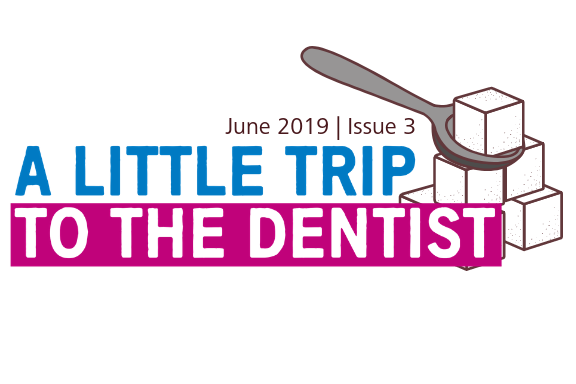 June 2019 | Issue 3
A LITTLE TRIP
TO THE DENTIST